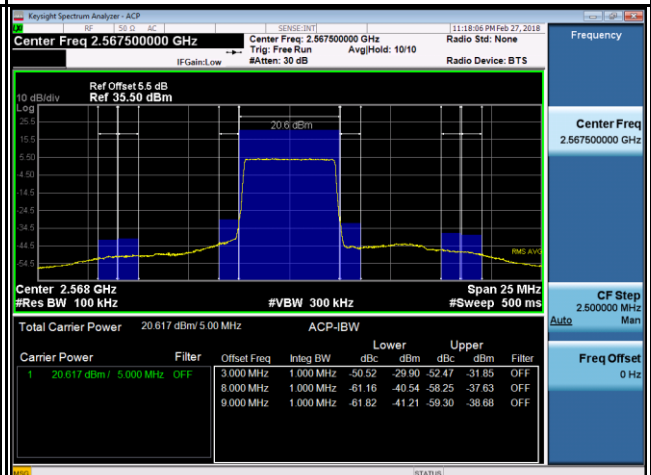 Keysight Spectrum Analyzer - ACP
RF 50 Ω AC SENSE:INT 11:18:06 PM Feb 27, 2018
Center Freq 2.567500000 GHz Center Freq: 2.567500000 GHz Radio Std: None
Trig: Free Run Avg|Hold: 10/10
IFGain:Low #Atten: 30 dB Radio Device: BTS
Frequency
Ref Offset 5.5 dB
10 dB/div Ref 35.50 dBm
Log
25.5
20.6 dBm
15.5
5.50
-4.50
-14.5
-24.5
-34.5
-44.5
RMS AVG
-54.5
Center 2.568 GHz Span 25 MHz
#Res BW 100 kHz #VBW 300 kHz #Sweep 500 ms
Total Carrier Power 20.617 dBm/ 5.00 MHz ACP-IBW
Lower Upper
Carrier Power Filter Offset Freq Integ BW dBc dBm dBc dBm Filter
1 20.617 dBm / 5.000 MHz OFF 3.000 MHz 1.000 MHz -50.52 -29.90 -52.47 -31.85 OFF
8.000 MHz 1.000 MHz -61.16 -40.54 -58.25 -37.63 OFF
9.000 MHz 1.000 MHz -61.82 -41.21 -59.30 -38.68 OFF
Center Freq
2.567500000 GHz
CF Step
2.500000 MHz
Auto Man
Freq Offset
0 Hz
MSG STATUS